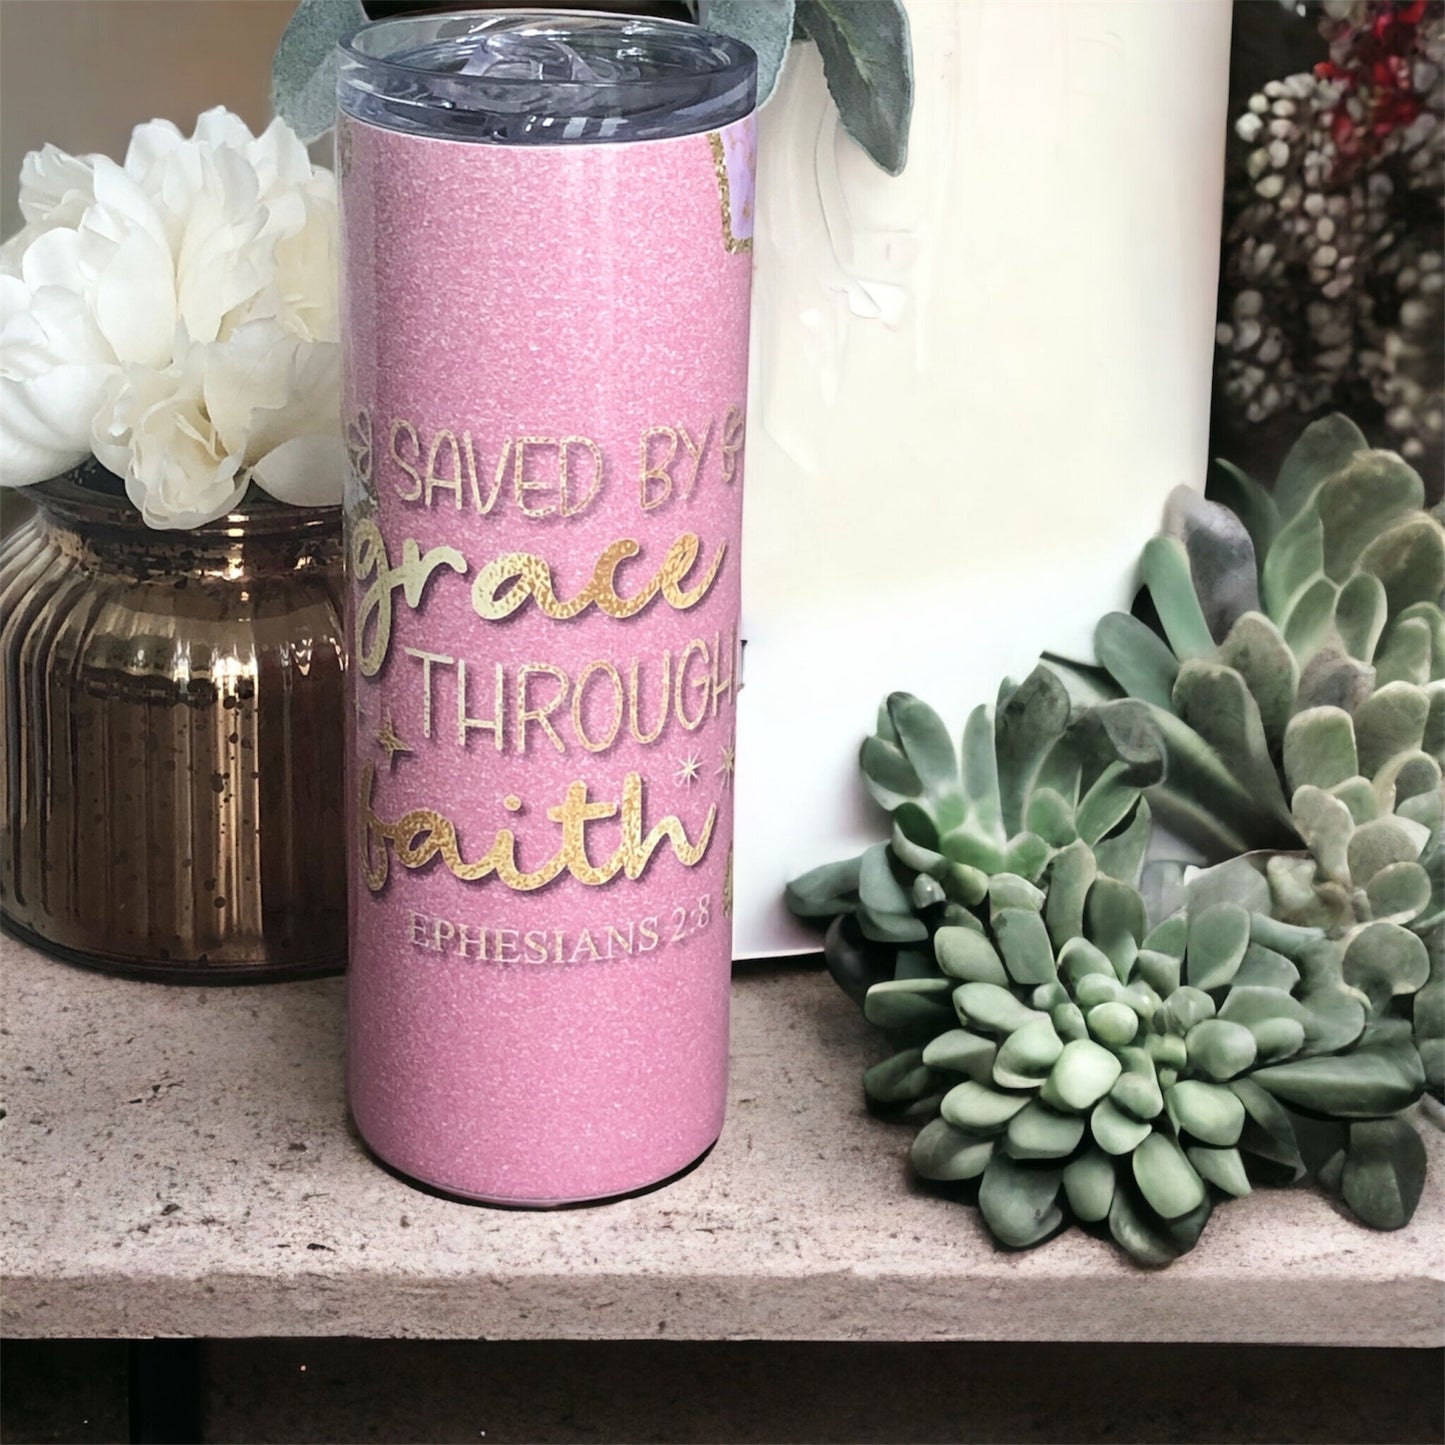 SAVED BY
grace
THROUGH
faith
EPHESIANS 2:8